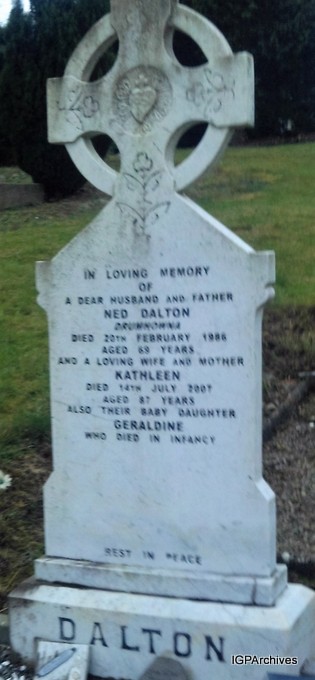 IN LOVING MEMORY
OF
A DEAR HUSBAND AND FATHER
NED DALTON
DRUMHOWNA
DIED 20TH FEBRUARY 1986
AGED 69 YEARS
AND A LOVING WIFE AND MOTHER
KATHLEEN
DIED 14TH JULY 2007
AGED 87 YEARS
ALSO THEIR BABY DAUGHTER
GERALDINE
WHO DIED IN INFANCY
REST IN PEACE
DALTON
IGPArchives